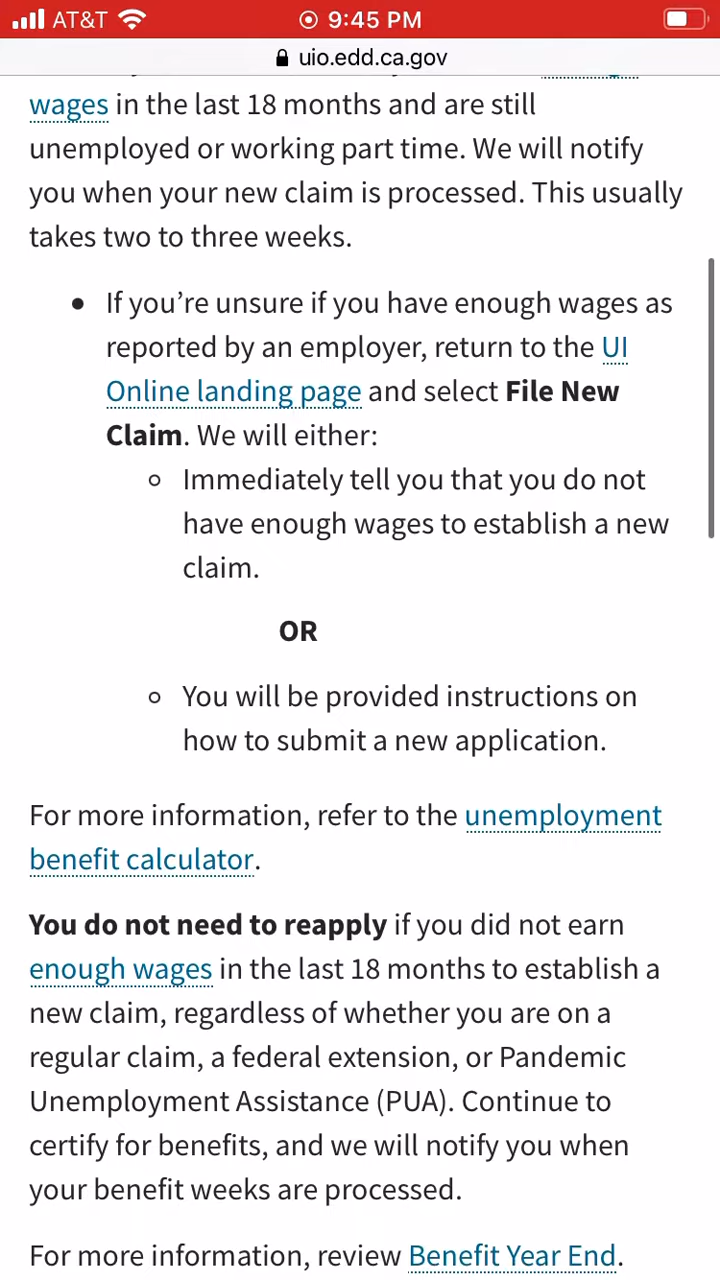 AT&T 9:45 PM
uio.edd.ca.gov
wages in the last 18 months and are still
unemployed or working part time. We will notify
you when your new claim is processed. This usually
takes two to three weeks.
• If you’re unsure if you have enough wages as
reported by an employer, return to the UI
Online landing page and select File New
Claim. We will either:
◦ Immediately tell you that you do not
have enough wages to establish a new
claim.
OR
◦ You will be provided instructions on
how to submit a new application.
For more information, refer to the unemployment
benefit calculator.
You do not need to reapply if you did not earn
enough wages in the last 18 months to establish a
new claim, regardless of whether you are on a
regular claim, a federal extension, or Pandemic
Unemployment Assistance (PUA). Continue to
certify for benefits, and we will notify you when
your benefit weeks are processed.
For more information, review Benefit Year End.